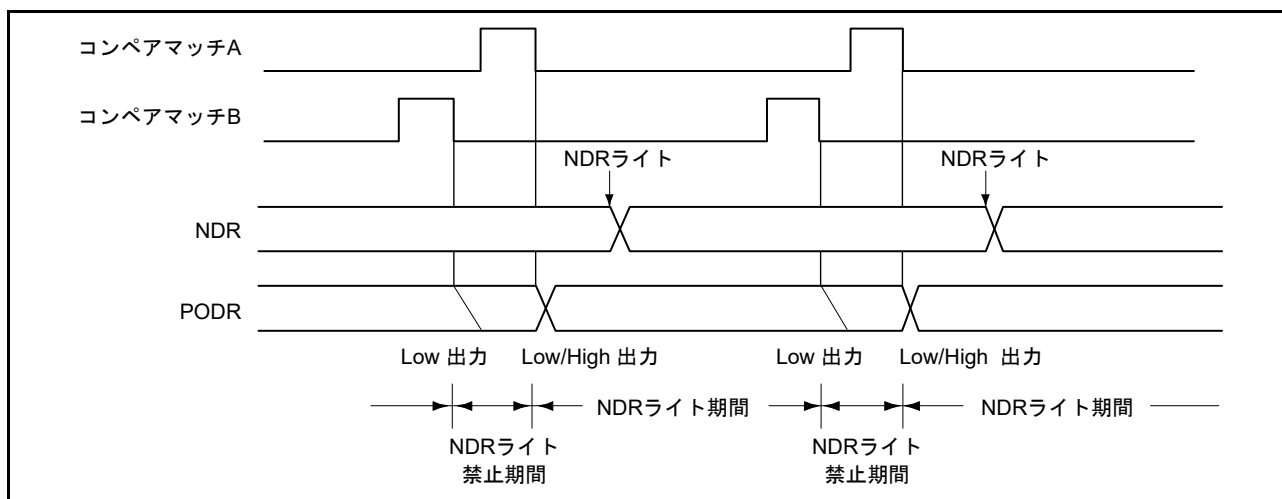 コンペアマッチA
コンペアマッチB
NDRライト NDRライト
NDR
PODR
Low 出力 Low/High 出力 Low 出力 Low/High 出力
NDRライト期間 NDRライト期間
NDRライト NDRライト
禁止期間 禁止期間